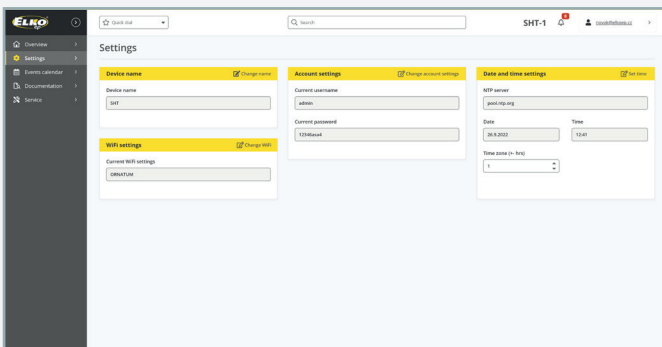 ELKO
ep
Quick dial
Search
SHT-1
Overview
Settings
Events calendar
Documentation
Service
Settings
Device name
Change name
Device name
SHT
WiFi settings
Change WiFi
Current WiFi settings
ORNATUM
Account settings
Change account settings
Current username
admin
Current password
12346asa4
Date and time settings
Set time
NTP server
pool.ntp.org
Date
Time
26.9.2022
12:41
Time zone (+- hrs)
1